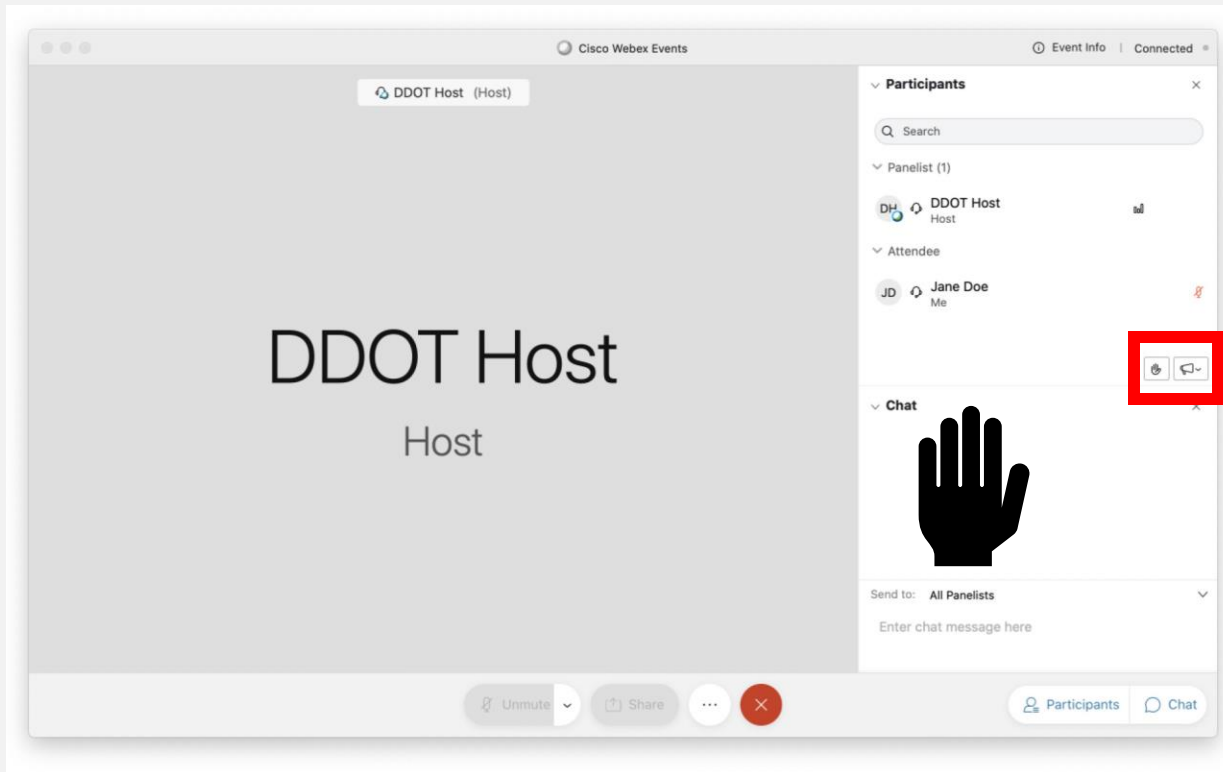 Cisco Webex Events
Event Info | Connected
DDOT Host (Host)
DDOT Host
Host
Participants
Search
Panelist (1)
DH
DDOT Host
Host
Attendee
JD
Jane Doe
Me
Chat
Send to: All Panelists
Enter chat message here
Unmute
Share
Participants
Chat